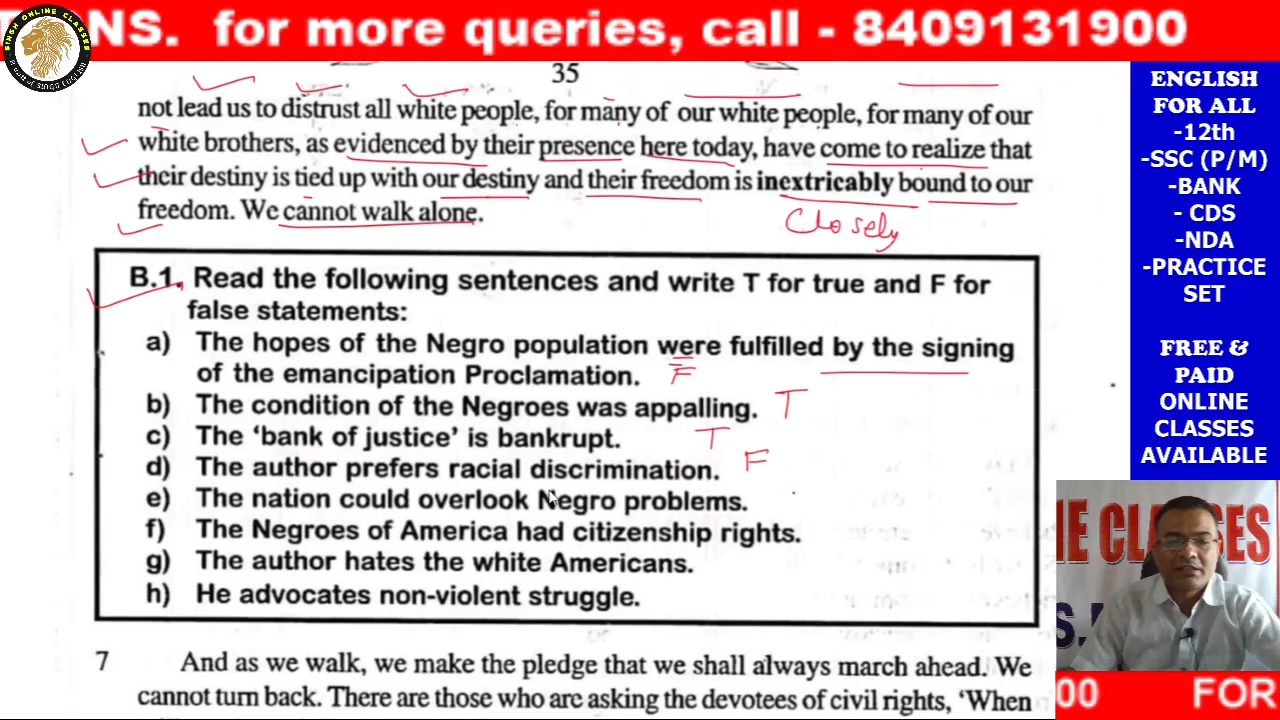 NS. for more queries, call - 8409131900
SINGH ONLINE CLASSES
35
not lead us to distrust all white people, for many of our white people, for many of our
white brothers, as evidenced by their presence here today, have come to realize that
their destiny is tied up with our destiny and their freedom is inextricably bound to our
freedom. We cannot walk alone.
Closely
B.1. Read the following sentences and write T for true and F for
false statements:
a) The hopes of the Negro population were fulfilled by the signing
of the emancipation Proclamation. F
b) The condition of the Negroes was appalling. T
c) The ‘bank of justice’ is bankrupt. T
d) The author prefers racial discrimination. F
e) The nation could overlook Negro problems.
f) The Negroes of America had citizenship rights.
g) The author hates the white Americans.
h) He advocates non-violent struggle.
7 And as we walk, we make the pledge that we shall always march ahead. We
cannot turn back. There are those who are asking the devotees of civil rights, ‘When
ENGLISH
FOR ALL
-12th
-SSC (P/M)
-BANK
- CDS
-NDA
-PRACTICE
SET
FREE &
PAID
ONLINE
CLASSES
AVAILABLE
NE CLASSES
S.
00 FOR